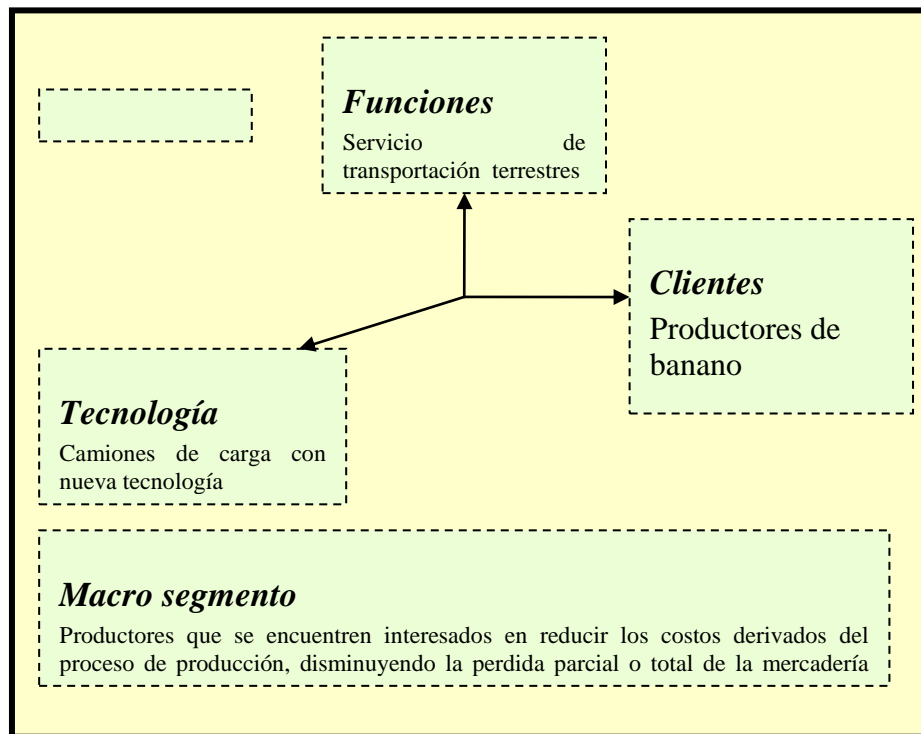 Funciones
Servicio de
transportación terrestres
Clientes
Productores de
banano
Tecnología
Camiones de carga con
nueva tecnología
Macro segmento
Productores que se encuentren interesados en reducir los costos derivados del
proceso de producción, disminuyendo la perdida parcial o total de la mercadería